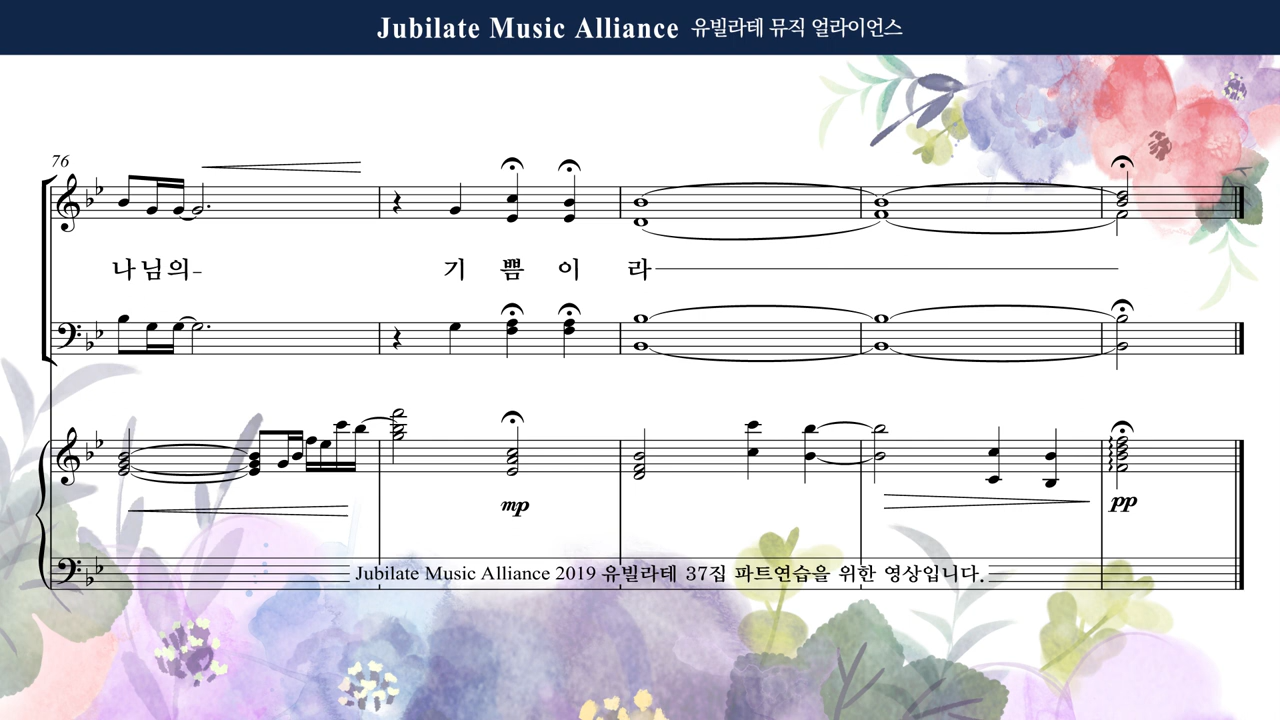 Jubilate Music Alliance 유빌라테 뮤직 얼라이언스
76
나 님 의-
기 쁨 이 라
mp
pp
Jubilate Music Alliance 2019 유빌라테 37집 파트연습을 위한 영상입니다.